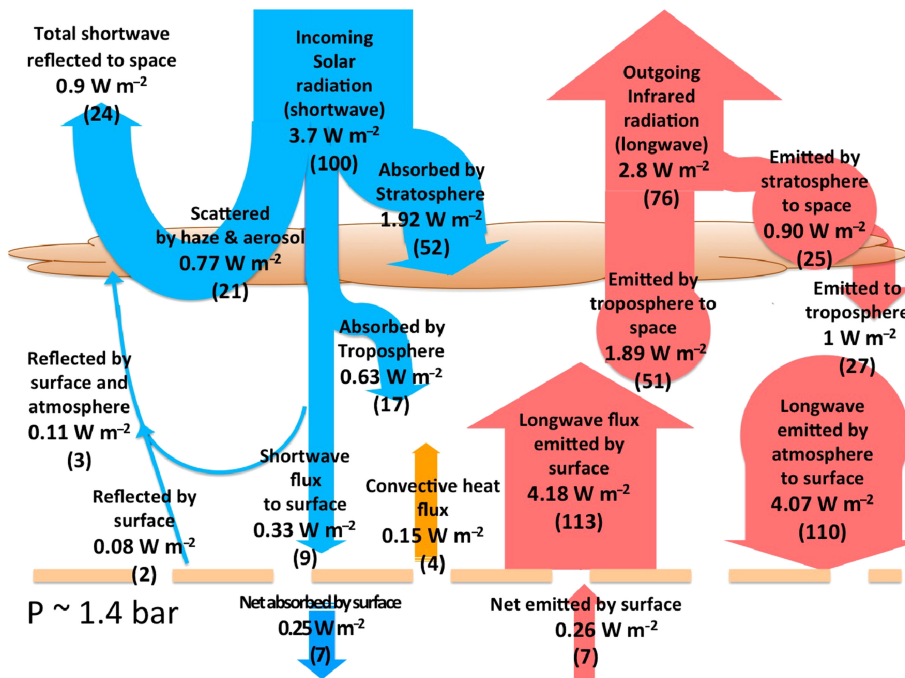 Total shortwave
reflected to space
0.9 W m⁻²
(24)
Incoming
Solar
radiation
(shortwave)
3.7 W m⁻²
(100)
Absorbed by
Stratosphere
1.92 W m⁻²
(52)
Scattered
by haze & aerosol
0.77 W m⁻²
(21)
Outgoing
Infrared
radiation
(longwave)
2.8 W m⁻²
(76)
Emitted by
stratosphere
to space
0.90 W m⁻²
(25)
Emitted by
troposphere to
space
1.89 W m⁻²
(51)
Emitted to
troposphere
1 W m⁻²
(27)
Absorbed by
Troposphere
0.63 W m⁻²
(17)
Reflected by
surface and
atmosphere
0.11 W m⁻²
(3)
Reflected by
surface
0.08 W m⁻²
(2)
Shortwave
flux
to surface
0.33 W m⁻²
(9)
Convective heat
flux
0.15 W m⁻²
(4)
Longwave flux
emitted by
surface
4.18 W m⁻²
(113)
Longwave
emitted by
atmosphere
to surface
4.07 W m⁻²
(110)
P ~ 1.4 bar
Net absorbed by surface
0.25 W m⁻²
(7)
Net emitted by surface
0.26 W m⁻²
(7)